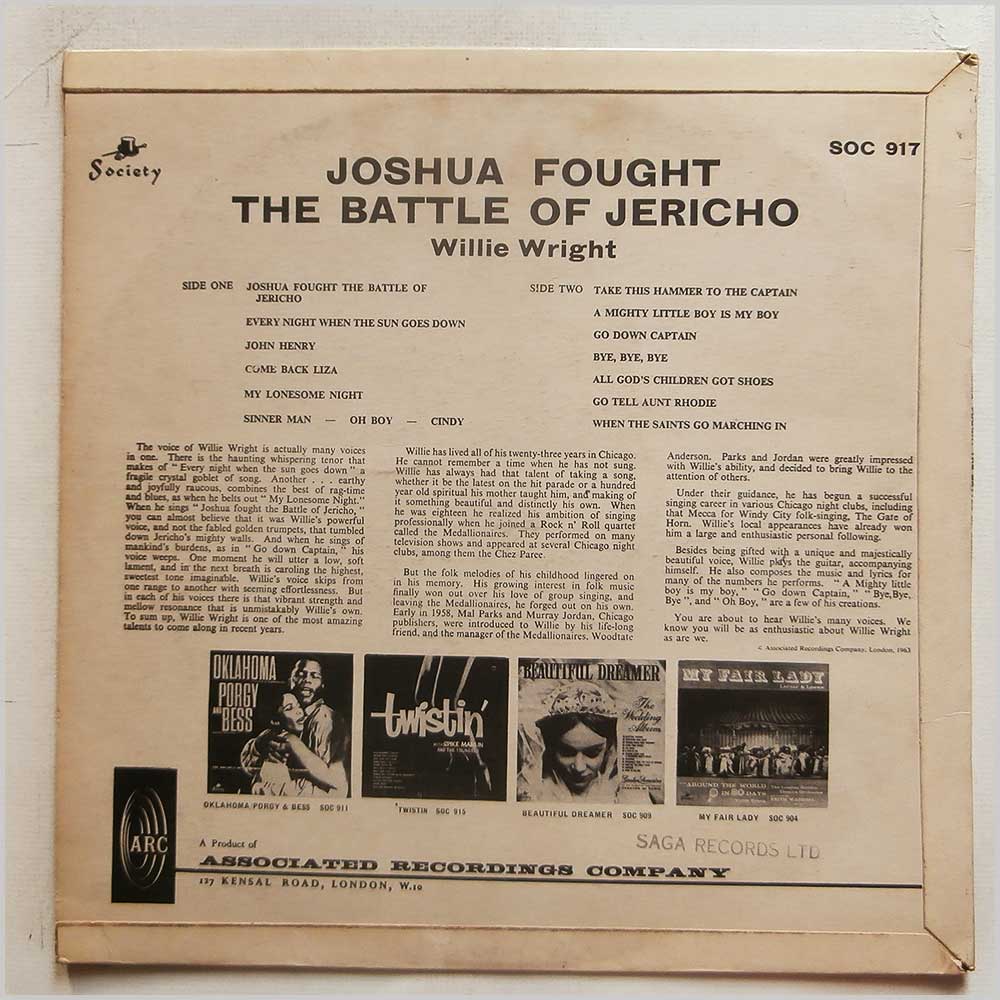 Society
SOC 917
JOSHUA FOUGHT
THE BATTLE OF JERICHO
Willie Wright
SIDE ONE
JOSHUA FOUGHT THE BATTLE OF
JERICHO
EVERY NIGHT WHEN THE SUN GOES DOWN
JOHN HENRY
COME BACK LIZA
MY LONESOME NIGHT
SINNER MAN — OH BOY — CINDY
SIDE TWO
TAKE THIS HAMMER TO THE CAPTAIN
A MIGHTY LITTLE BOY IS MY BOY
GO DOWN CAPTAIN
BYE, BYE, BYE
ALL GOD'S CHILDREN GOT SHOES
GO TELL AUNT RHODIE
WHEN THE SAINTS GO MARCHING IN
The voice of Willie Wright is actually many voices
in one. There is the haunting whispering tenor that
makes of " Every night when the sun goes down " a
fragile crystal goblet of song. Another . . . earthy
and joyfully raucous, combines the best of rag-time
and blues, as when he belts out " My Lonesome Night."
When he sings " Joshua fought the Battle of Jericho, "
you can almost believe that it was Willie's powerful
voice, and not the fabled golden trumpets, that tumbled
down Jericho's mighty walls. And when he sings of
mankind's burdens, as in " Go down Captain, " his
voice weeps. One moment he will utter a low, soft
lament, and in the next breath is caroling the highest,
sweetest tone imaginable. Willie's voice skips from
one range to another with seeming effortlessness. But
in each of his voices there is that vibrant strength and
mellow resonance that is unmistakably Willie's own.
To sum up, Willie Wright is one of the most amazing
talents to come along in recent years.
Willie has lived all of his twenty-three years in Chicago.
He cannot remember a time when he has not sung.
Willie has always had that talent of taking a song,
whether it be the latest on the hit parade or a hundred
year old spiritual his mother taught him, and making of
it something beautiful and distinctly his own. When
he was eighteen he realized his ambition of singing
professionally when he joined a Rock n' Roll quartet
called the Medallionaires. They performed on many
television shows and appeared at several Chicago night
clubs, among them the Chez Paree.
But the folk melodies of his childhood lingered on
in his memory. His growing interest in folk music
finally won out over his love of group singing, and
leaving the Medallionaires, he forged out on his own.
Early in 1958, Mal Parks and Murray Jordan, Chicago
publishers, were introduced to Willie by his life-long
friend, and the manager of the Medallionaires, Woodtate
Anderson. Parks and Jordan were greatly impressed
with Willie's ability, and decided to bring Willie to the
attention of others.
Under their guidance, he has begun a successful
singing career in various Chicago night clubs, including
that Mecca for Windy City folk-singing, The Gate of
Horn. Willie's local appearances have already won
him a large and enthusiastic personal following.
Besides being gifted with a unique and majestically
beautiful voice, Willie plays the guitar, accompanying
himself. He also composes the music and lyrics for
many of the numbers he performs. " A Mighty little
boy is my boy, " " Go down Captain, " " Bye,Bye,
Bye ", and " Oh Boy, " are a few of his creations.
You are about to hear Willie's many voices. We
know you will be as enthusiastic about Willie Wright
as are we.
© Associated Recordings Company, London, 1963
OKLAHOMA
PORGY
AND
BESS
twistin'
WITH SPIKE MARLIN
BEAUTIFUL DREAMER
The
Wedding
Album
MY FAIR LADY
Lerner & Loewe
AROUND THE WORLD
IN 80 DAYS
OKLAHOMA/PORGY & BESS SOC 911
TWISTIN SOC 915
BEAUTIFUL DREAMER SOC 909
MY FAIR LADY SOC 904
SAGA RECORDS LTD
ARC
A Product of
ASSOCIATED RECORDINGS COMPANY
127 KENSAL ROAD, LONDON, W.10